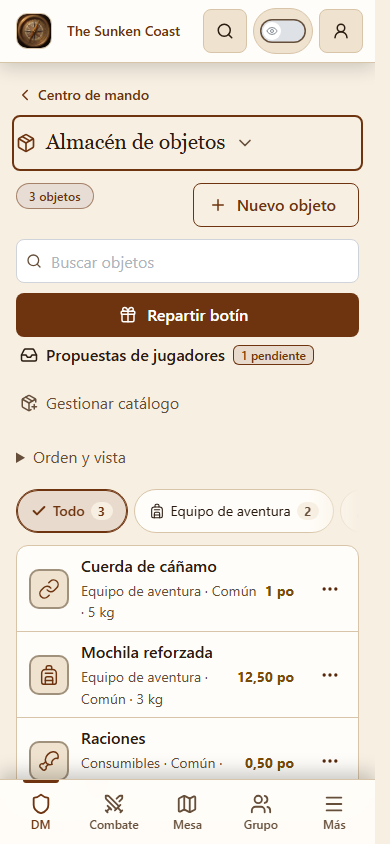 The Sunken Coast
Centro de mando
Almacén de objetos
3 objetos
Nuevo objeto
Buscar objetos
Repartir botín
Propuestas de jugadores 1 pendiente
Gestionar catálogo
Orden y vista
Todo 3 Equipo de aventura 2
Cuerda de cáñamo
Equipo de aventura · Común 1 po
· 5 kg
Mochila reforzada
Equipo de aventura · 12,50 po
Común · 3 kg
Raciones
Consumibles · Común · 0,50 po
DM Combate Mesa Grupo Más